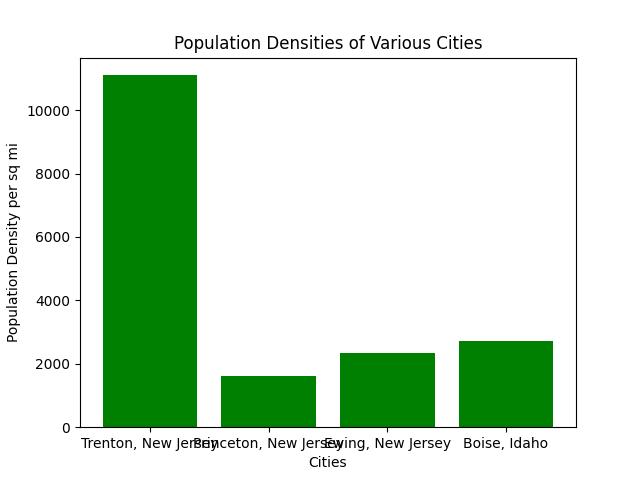 Population Densities of Various Cities
Population Density per sq mi
10000
8000
6000
4000
2000
0
Trenton, New Jersey
Princeton, New Jersey
Ewing, New Jersey
Boise, Idaho
Cities